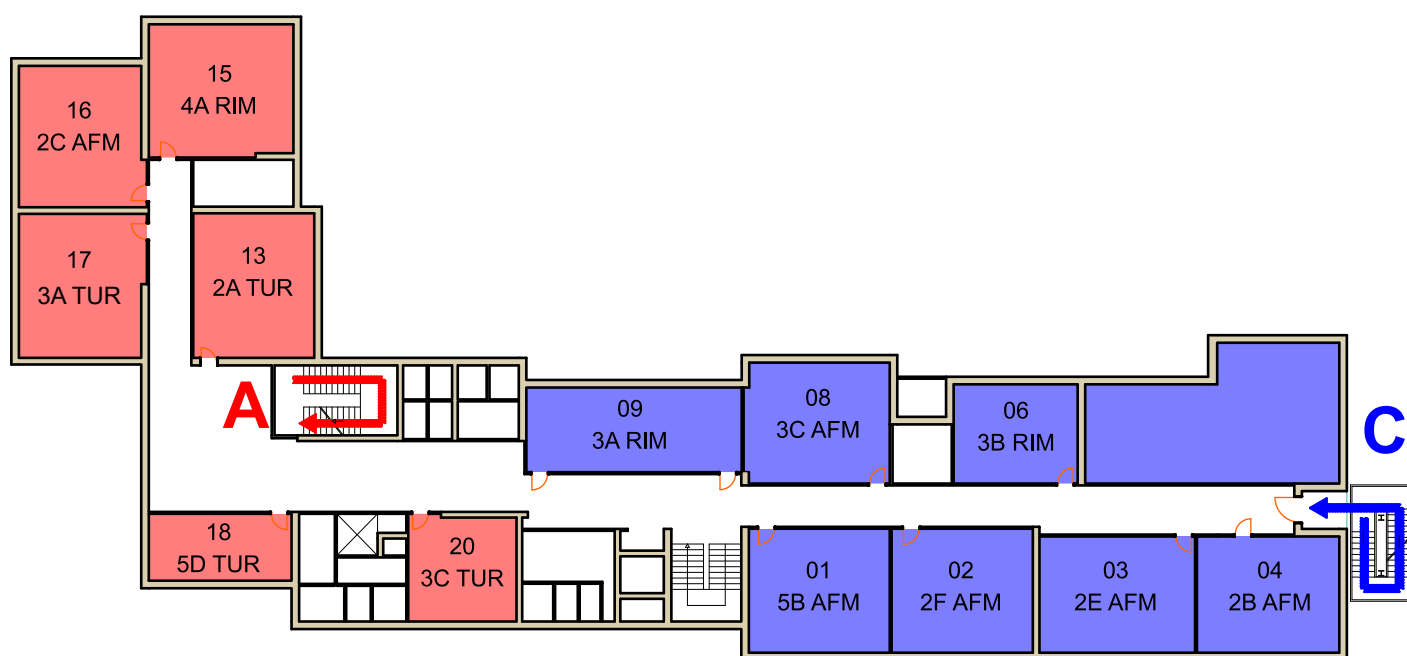 15
4A RIM
16
2C AFM
17
3A TUR
13
2A TUR
A
09
3A RIM
08
3C AFM
06
3B RIM
C
18
5D TUR
20
3C TUR
01
5B AFM
02
2F AFM
03
2E AFM
04
2B AFM